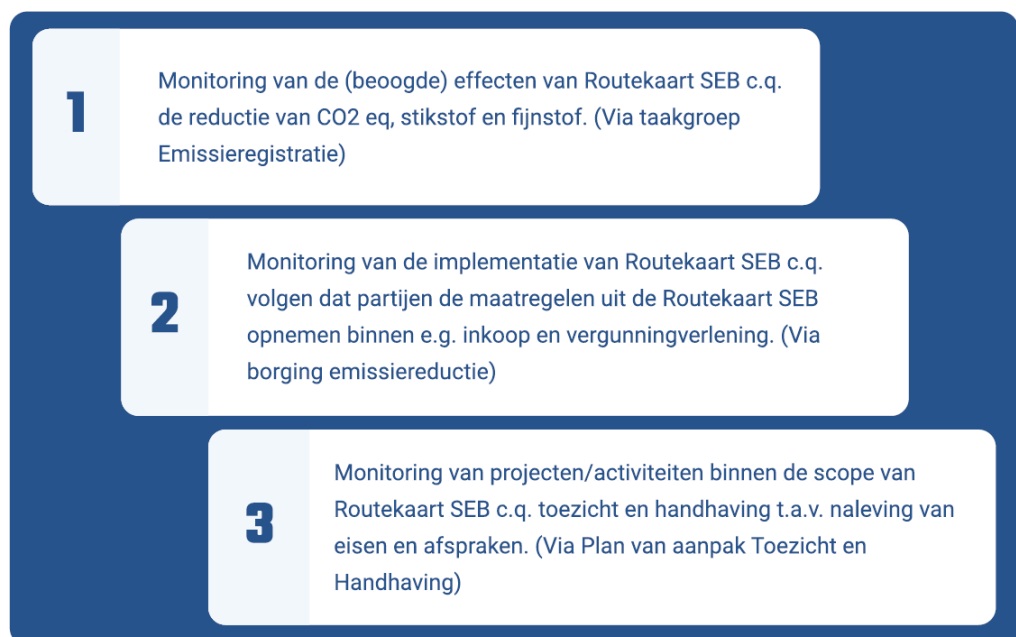 1
Monitoring van de (beoogde) effecten van Routekaart SEB c.q.
de reductie van CO2 eq, stikstof en fijnstof. (Via taakgroep
Emissieregistratie)
2
Monitoring van de implementatie van Routekaart SEB c.q.
volgen dat partijen de maatregelen uit de Routekaart SEB
opnemen binnen e.g. inkoop en vergunningverlening. (Via
borging emissiereductie)
3
Monitoring van projecten/activiteiten binnen de scope van
Routekaart SEB c.q. toezicht en handhaving t.a.v. naleving van
eisen en afspraken. (Via Plan van aanpak Toezicht en
Handhaving)